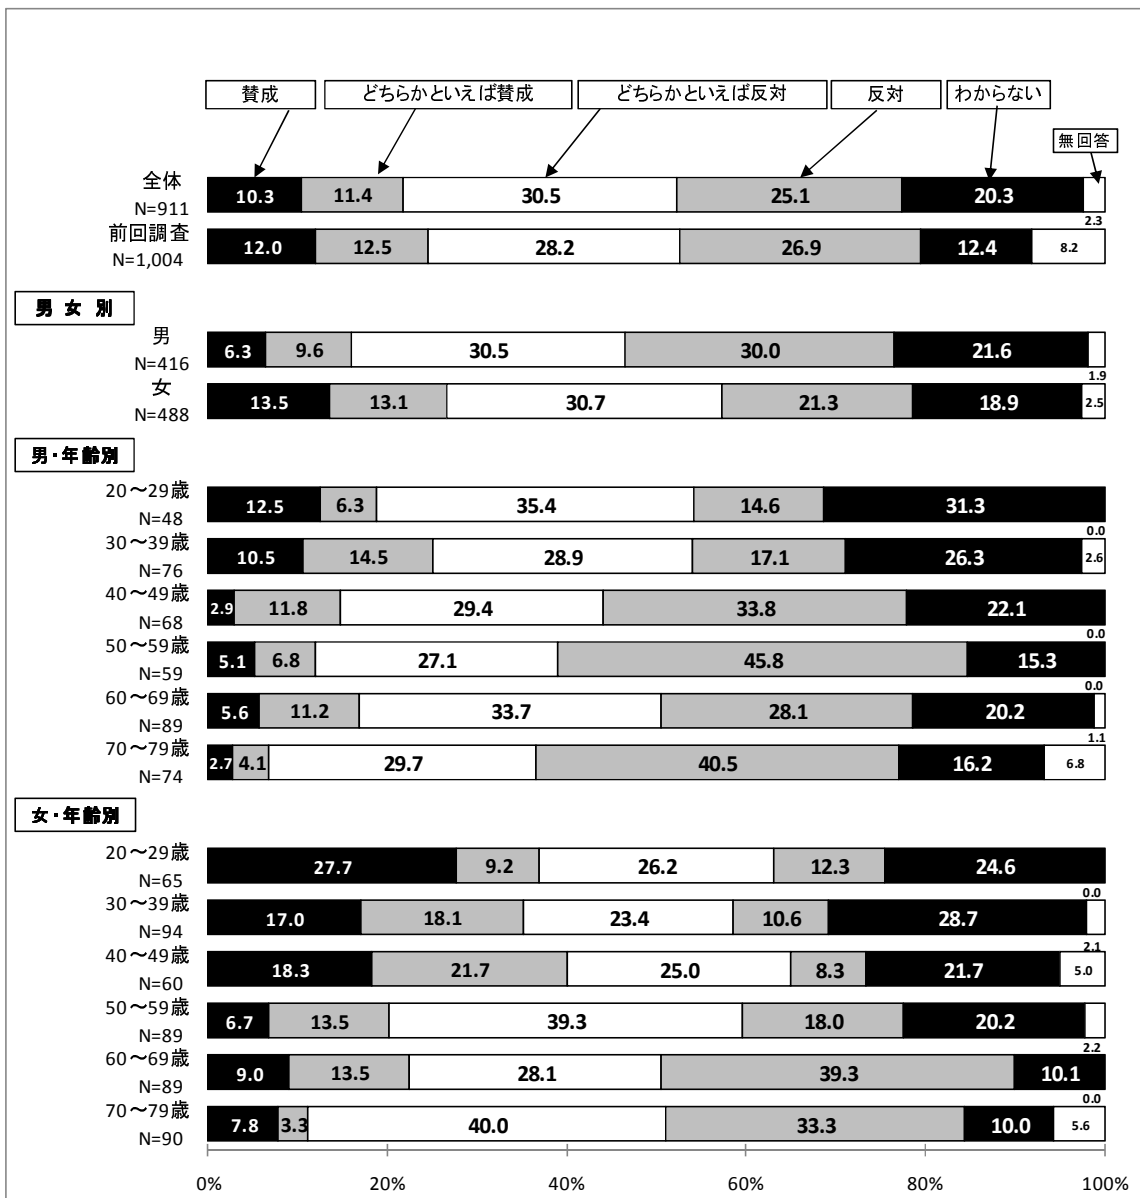 賛成 どちらかといえば賛成 どちらかといえば反対 反対 わからない
無回答
全体
N=911
10.3 11.4 30.5 25.1 20.3 2.3
前回調査
N=1,004
12.0 12.5 28.2 26.9 12.4 8.2
男女別
男
N=416
6.3 9.6 30.5 30.0 21.6 1.9
女
N=488
13.5 13.1 30.7 21.3 18.9 2.5
男・年齢別
20～29歳
N=48
12.5 6.3 35.4 14.6 31.3 0.0
30～39歳
N=76
10.5 14.5 28.9 17.1 26.3 2.6
40～49歳
N=68
2.9 11.8 29.4 33.8 22.1 0.0
50～59歳
N=59
5.1 6.8 27.1 45.8 15.3 0.0
60～69歳
N=89
5.6 11.2 33.7 28.1 20.2 1.1
70～79歳
N=74
2.7 4.1 29.7 40.5 16.2 6.8
女・年齢別
20～29歳
N=65
27.7 9.2 26.2 12.3 24.6 0.0
30～39歳
N=94
17.0 18.1 23.4 10.6 28.7 2.1
40～49歳
N=60
18.3 21.7 25.0 8.3 21.7 5.0
50～59歳
N=89
6.7 13.5 39.3 18.0 20.2 2.2
60～69歳
N=89
9.0 13.5 28.1 39.3 10.1 0.0
70～79歳
N=90
7.8 3.3 40.0 33.3 10.0 5.6
0% 20% 40% 60% 80% 100%